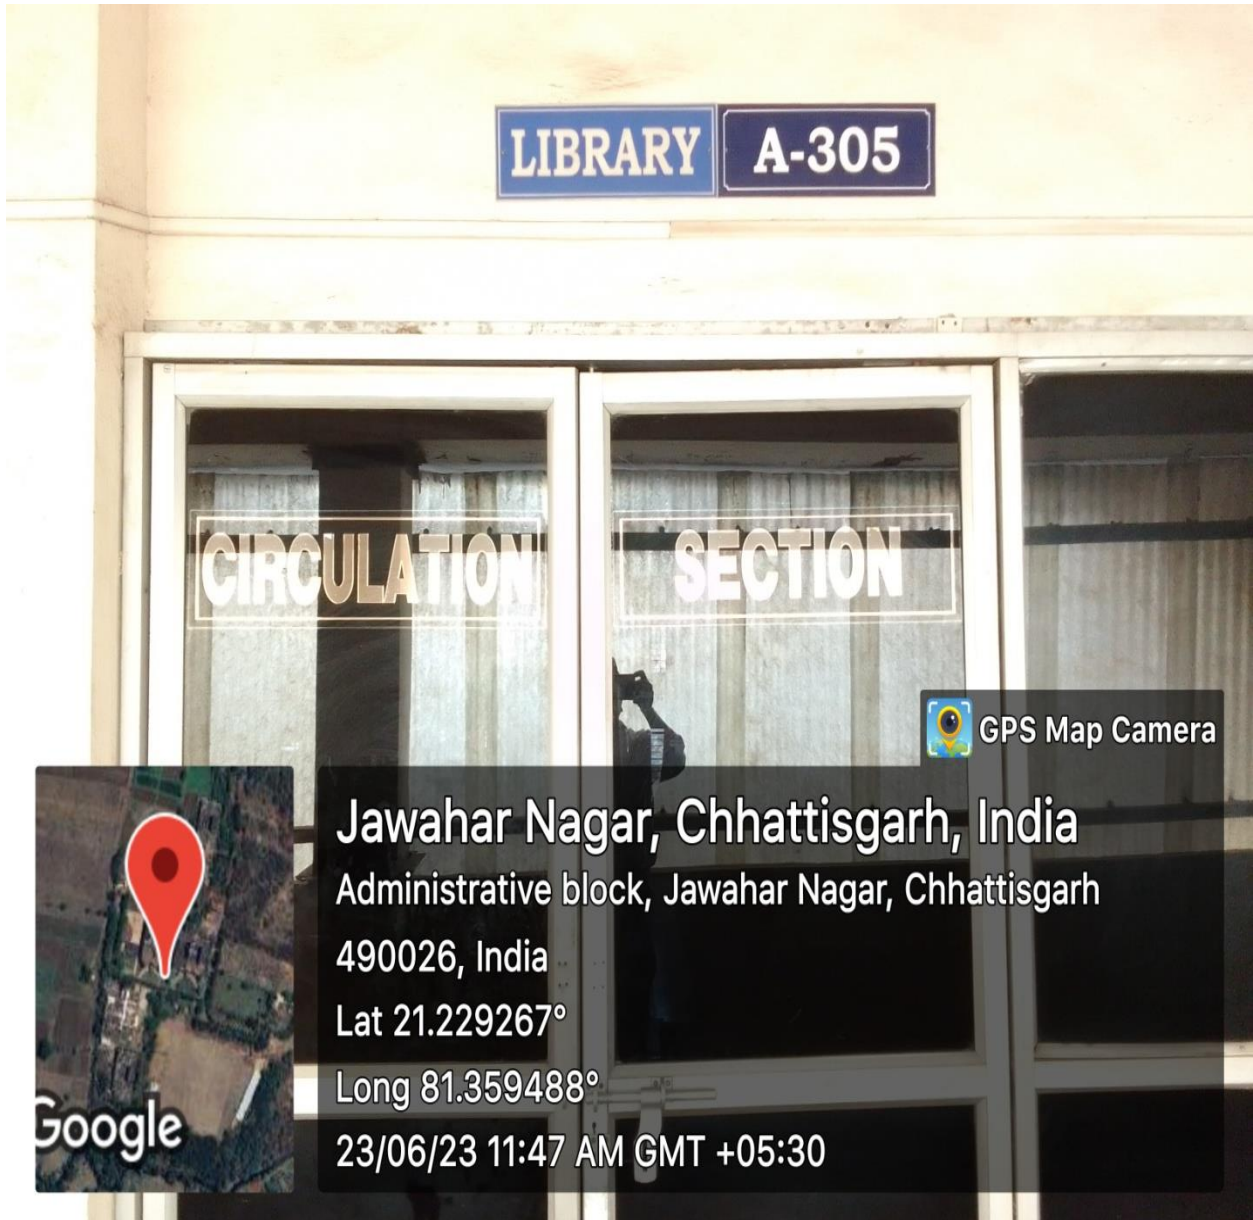 LIBRARY A-305
CIRCULATION SECTION
GPS Map Camera
Jawahar Nagar, Chhattisgarh, India
Administrative block, Jawahar Nagar, Chhattisgarh
490026, India
Lat 21.229267°
Long 81.359488°
23/06/23 11:47 AM GMT +05:30
Google